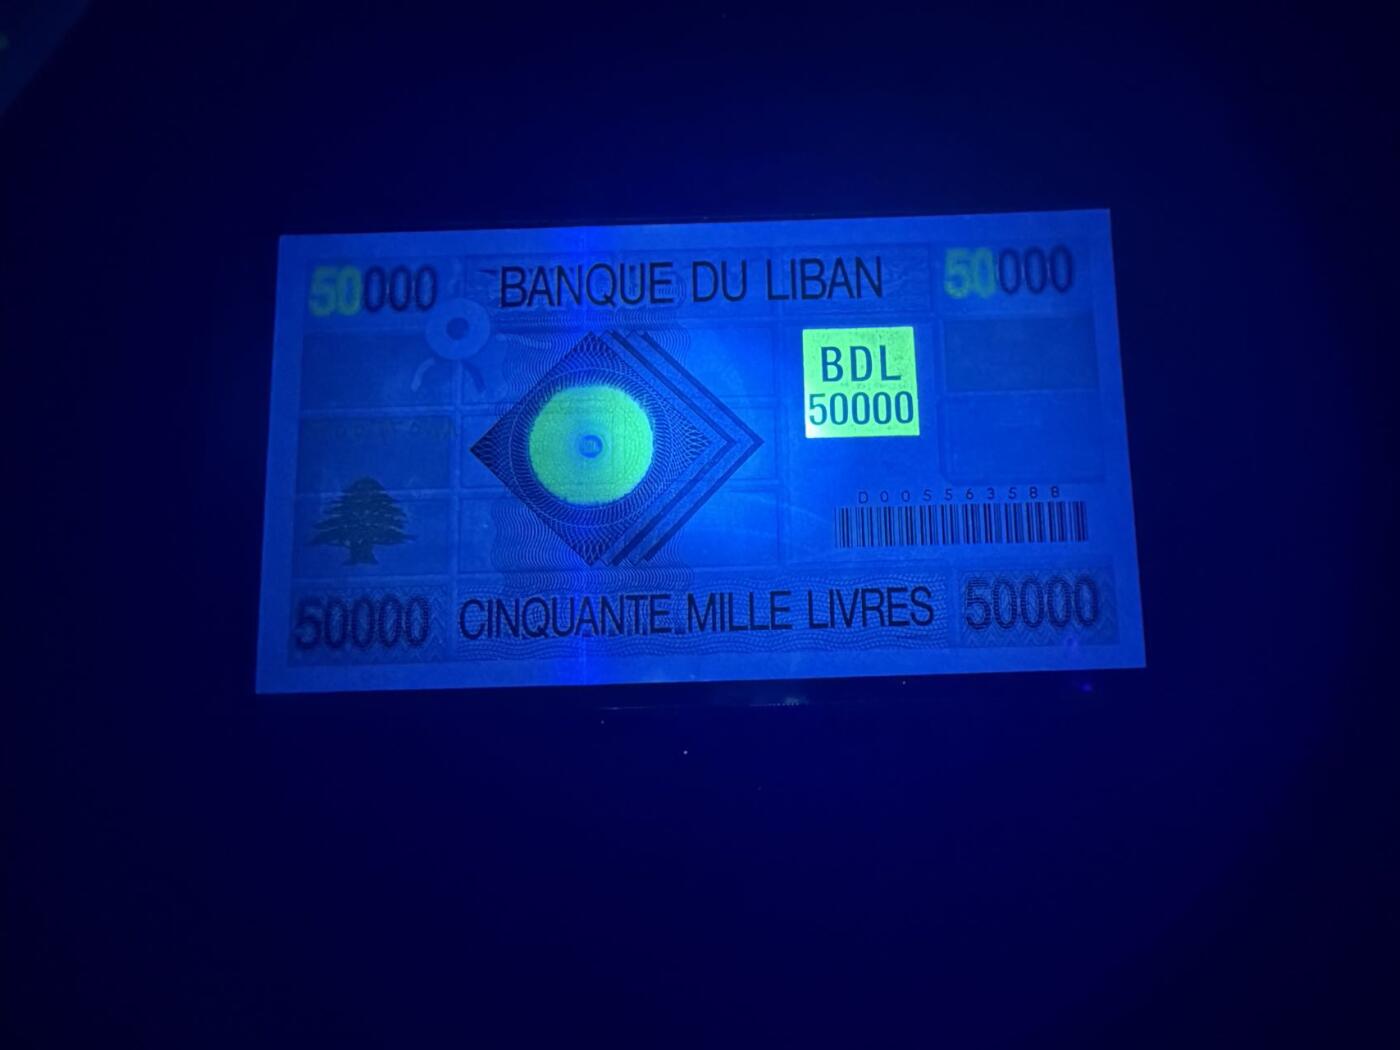 50000 BANQUE DU LIBAN 50000
BDL
50000
D005563588
50000 CINQUANTE MILLE LIVRES 50000